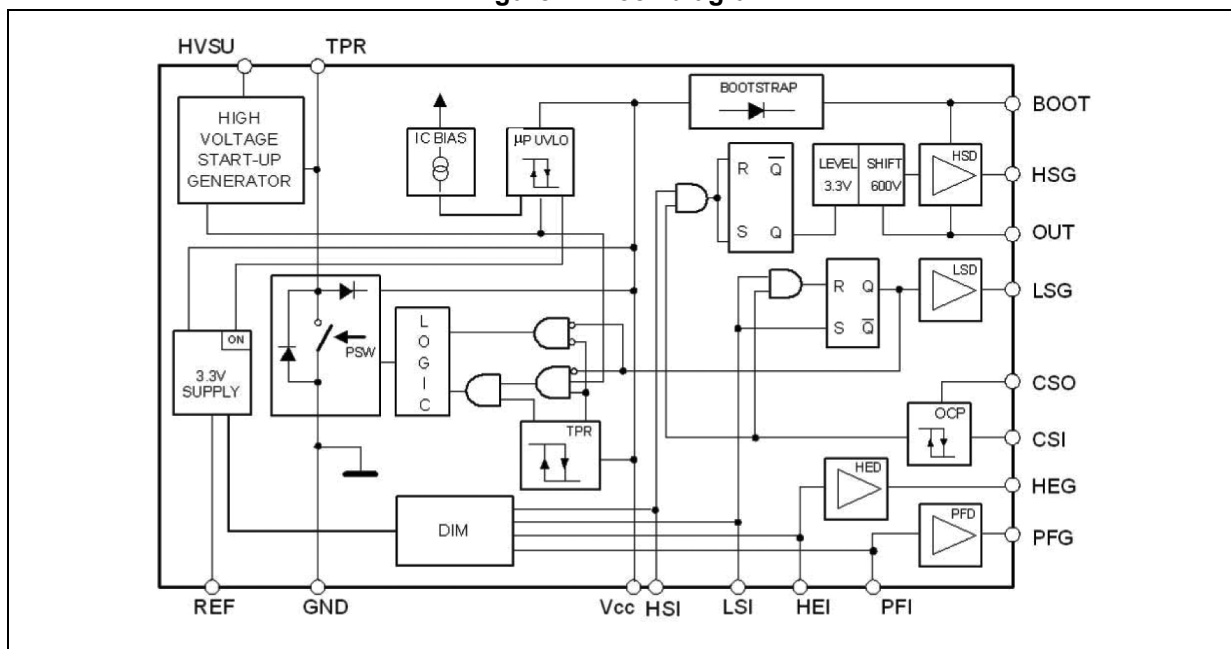 HVSU
TPR
HIGH
VOLTAGE
START-UP
GENERATOR
IC BIAS
µP UVLO
BOOTSTRAP
BOOT
R Q
S Q
LEVEL SHIFT
3.3V 600V
HSD
HSG
OUT
R Q
S Q
LSD
LSG
ON
3.3V
SUPPLY
PSW
L
O
G
I
C
TPR
CSO
OCP
CSI
HED
HEG
DIM
PFD
PFG
REF
GND
Vcc
HSI
LSI
HEI
PFI